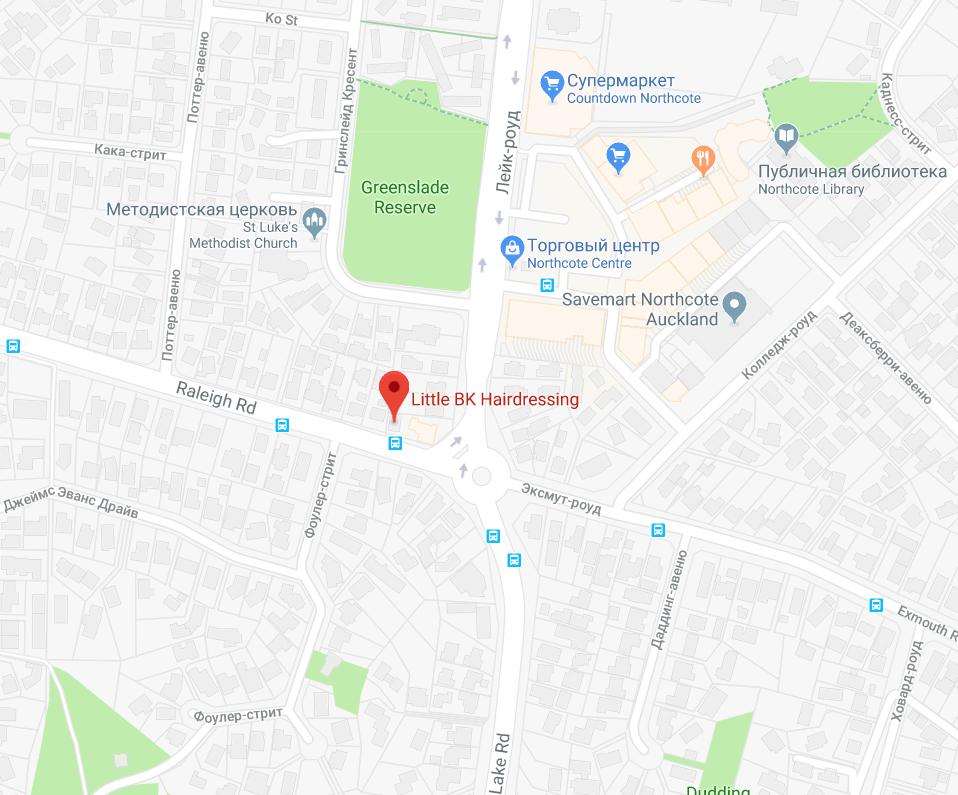 Ko St
Поттер-авеню
Гринслейд Кресент
Лейк-роуд
Супермаркет
Countdown Northcote
Каднесс-стрит
Кака-стрит
Публичная библиотека
Northcote Library
Greenslade
Reserve
Методистская церковь
St Luke's
Methodist Church
Торговый центр
Northcote Centre
Savemart Northcote
Auckland
Поттер-авеню
Колледж-роуд
Деаксберри-авеню
Raleigh Rd
Little BK Hairdressing
Фоулер-стрит
Джеймс Эванс Драйв
Эксмут-роуд
Даддинг-авеню
Exmouth R
Ховард-роуд
Фоулер-стрит
Lake Rd
Dudding